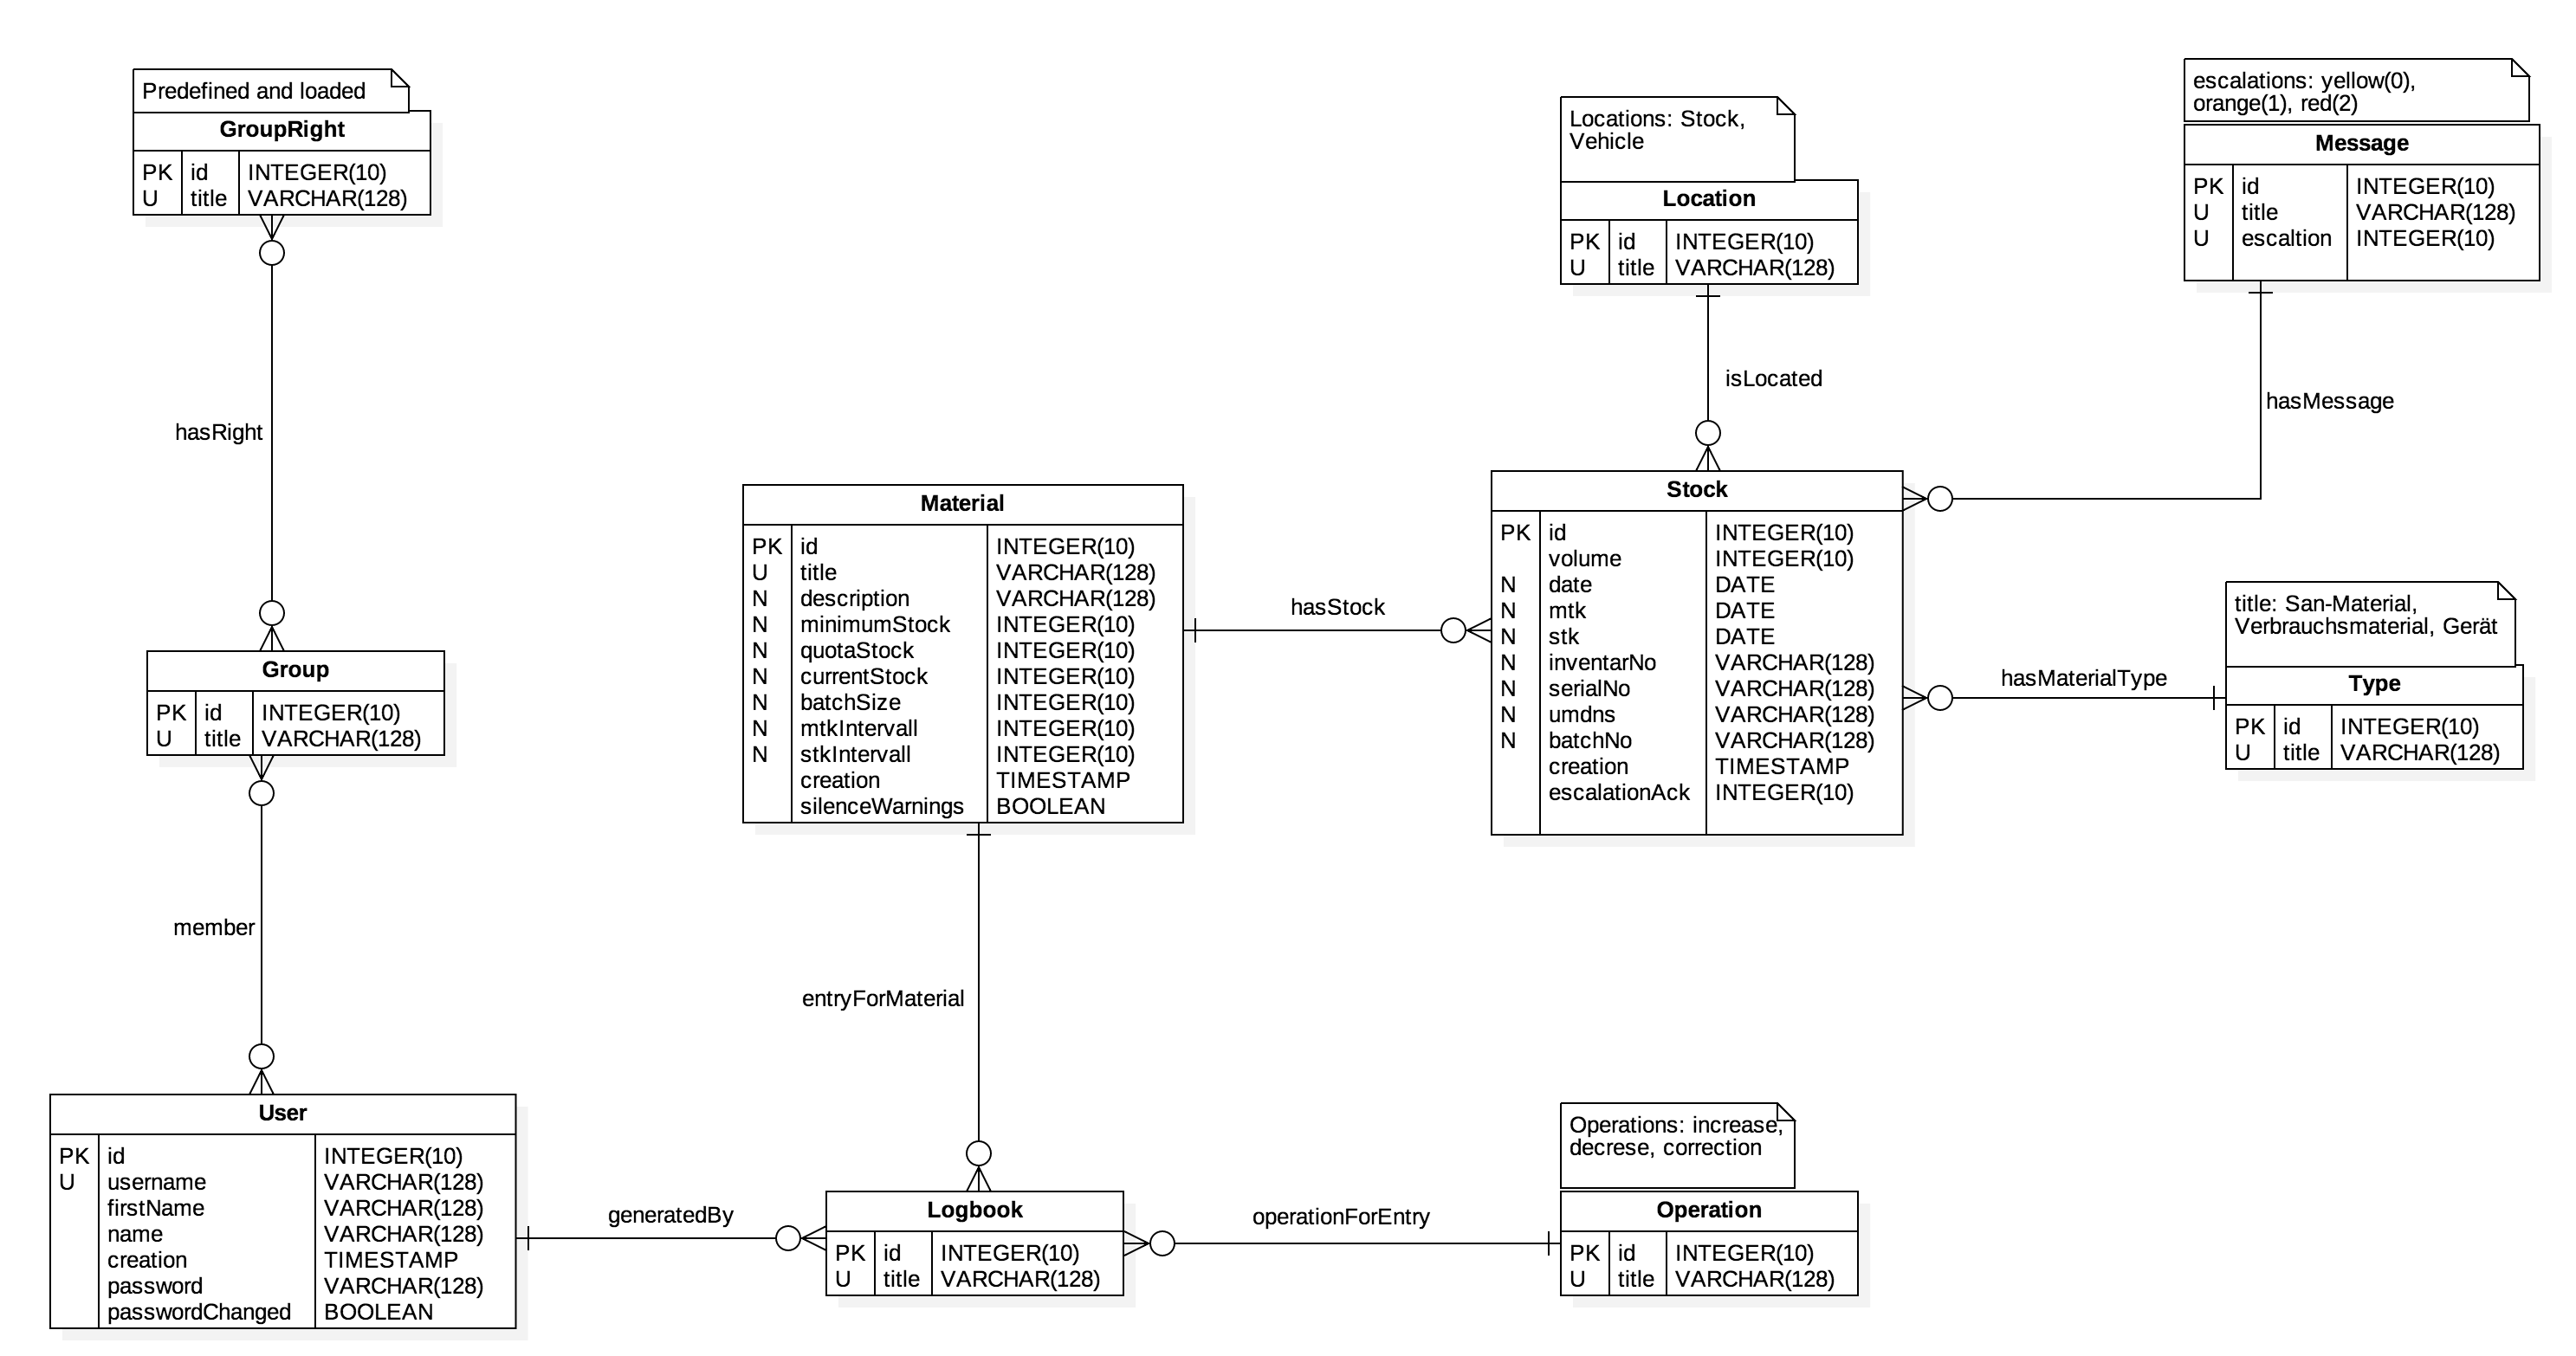 Predefined and loaded
GroupRight
PK id INTEGER(10)
U title VARCHAR(128)
hasRight
Group
PK id INTEGER(10)
U title VARCHAR(128)
member
User
PK id INTEGER(10)
U username VARCHAR(128)
firstName VARCHAR(128)
name VARCHAR(128)
creation TIMESTAMP
password VARCHAR(128)
passwordChanged BOOLEAN
generatedBy
Material
PK id INTEGER(10)
U title VARCHAR(128)
N description VARCHAR(128)
N minimumStock INTEGER(10)
N quotaStock INTEGER(10)
N currentStock INTEGER(10)
N batchSize INTEGER(10)
N mtkIntervall INTEGER(10)
N stkIntervall INTEGER(10)
creation TIMESTAMP
silenceWarnings BOOLEAN
entryForMaterial
Logbook
PK id INTEGER(10)
U title VARCHAR(128)
operationForEntry
Operations: increase,
decrese, correction
Operation
PK id INTEGER(10)
U title VARCHAR(128)
hasStock
Locations: Stock,
Vehicle
Location
PK id INTEGER(10)
U title VARCHAR(128)
isLocated
Stock
PK id INTEGER(10)
volume INTEGER(10)
N date DATE
N mtk DATE
N stk DATE
N inventarNo VARCHAR(128)
N serialNo VARCHAR(128)
N umdns VARCHAR(128)
N batchNo VARCHAR(128)
creation TIMESTAMP
escalationAck INTEGER(10)
escalations: yellow(0),
orange(1), red(2)
Message
PK id INTEGER(10)
U title VARCHAR(128)
U escaltion INTEGER(10)
hasMessage
hasMaterialType
title: San-Material,
Verbrauchsmaterial, Gerät
Type
PK id INTEGER(10)
U title VARCHAR(128)